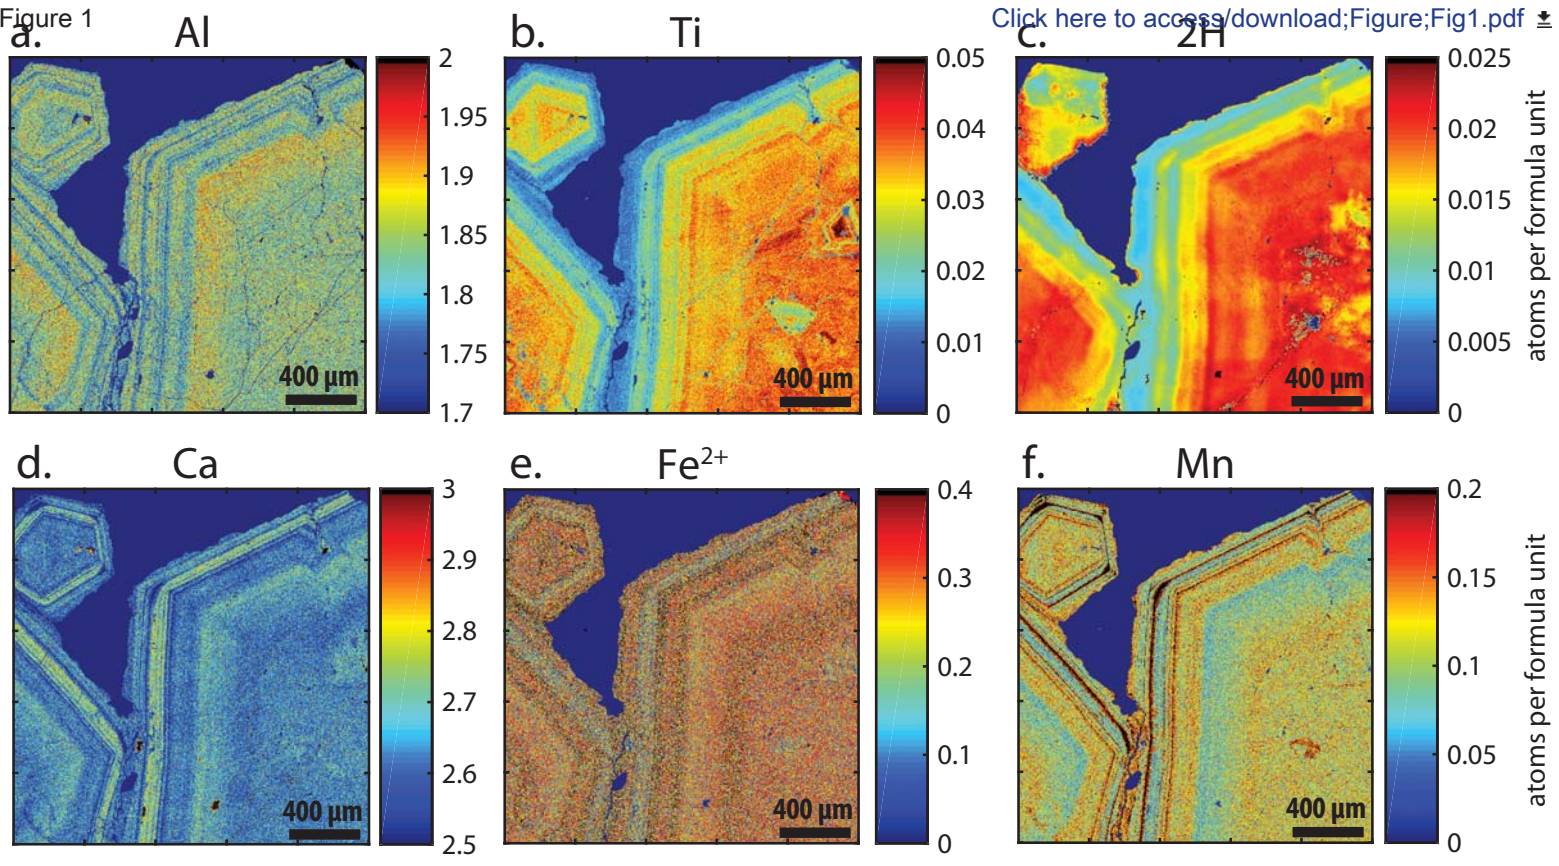 Figure 1
Click here to access/download;Figure;Fig1.pdf
a. Al
b. Ti
c. 2H
2
1.95
1.9
1.85
1.8
1.75
1.7
400 µm
0.05
0.04
0.03
0.02
0.01
0
400 µm
0.025
0.02
0.015
0.01
0.005
0
400 µm
atoms per formula unit
d. Ca
e. Fe²⁺
f. Mn
3
2.9
2.8
2.7
2.6
2.5
400 µm
0.4
0.3
0.2
0.1
0
400 µm
0.2
0.15
0.1
0.05
0
400 µm
atoms per formula unit